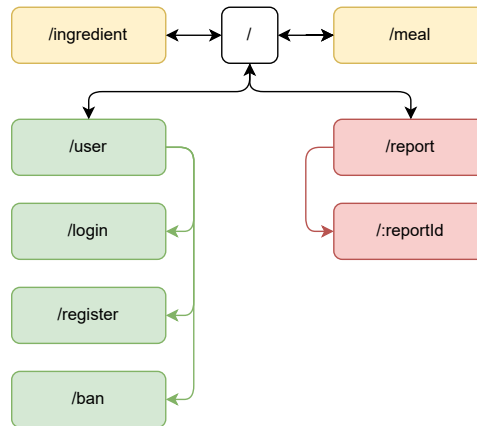 /ingredient
/
/meal
/user
/report
/login
/:reportId
/register
/ban